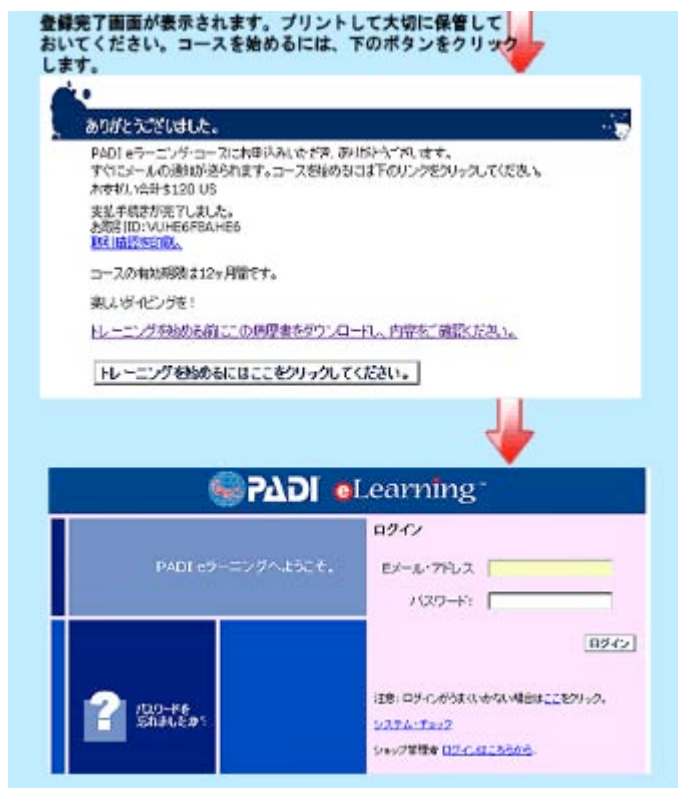 登録完了画面が表示されます。プリントして大切に保管して
おいてください。コースを始めるには、下のボタンをクリック
します。
ありがとうございました。
PADI eラーニング・コースにお申込みいただき、ありがとうございます。
すぐにメールの通知が送られます。コースを始めるには下のリンクをクリックしてください。
お支払い合計$120 US
支払手続きが完了しました。
お取引ID:VUHE6FBAHE6
取引確認を印刷。
コースの有効期限は12ヶ月間です。
楽しいダイビングを!
トレーニングを始める前にこの病歴書をダウンロードし、内容をご確認ください。
トレーニングを始めるにはここをクリックしてください。
PADI eLearning™
PADI eラーニングへようこそ。
ログイン
Eメール・アドレス
パスワード:
ログイン
パスワードを
忘れましたか?
注意:ログインがうまくいかない場合はここをクリック。
システム・チェック
ショップ管理者 ログインはこちらから.